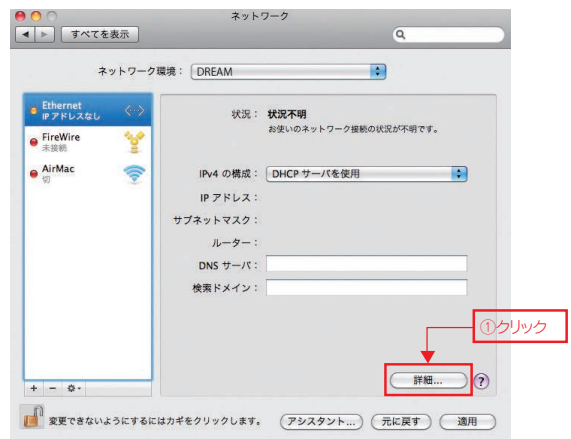 ネットワーク
すべてを表示
ネットワーク環境： DREAM
Ethernet
IP アドレスなし
FireWire
未接続
AirMac
切
状況： 状況不明
お使いのネットワーク接続の状況が不明です。
IPv4 の構成： DHCP サーバを使用
IP アドレス：
サブネットマスク：
ルーター：
DNS サーバ：
検索ドメイン：
①クリック
詳細... ?
+ −
変更できないようにするにはカギをクリックします。 アシスタント... 元に戻す 適用